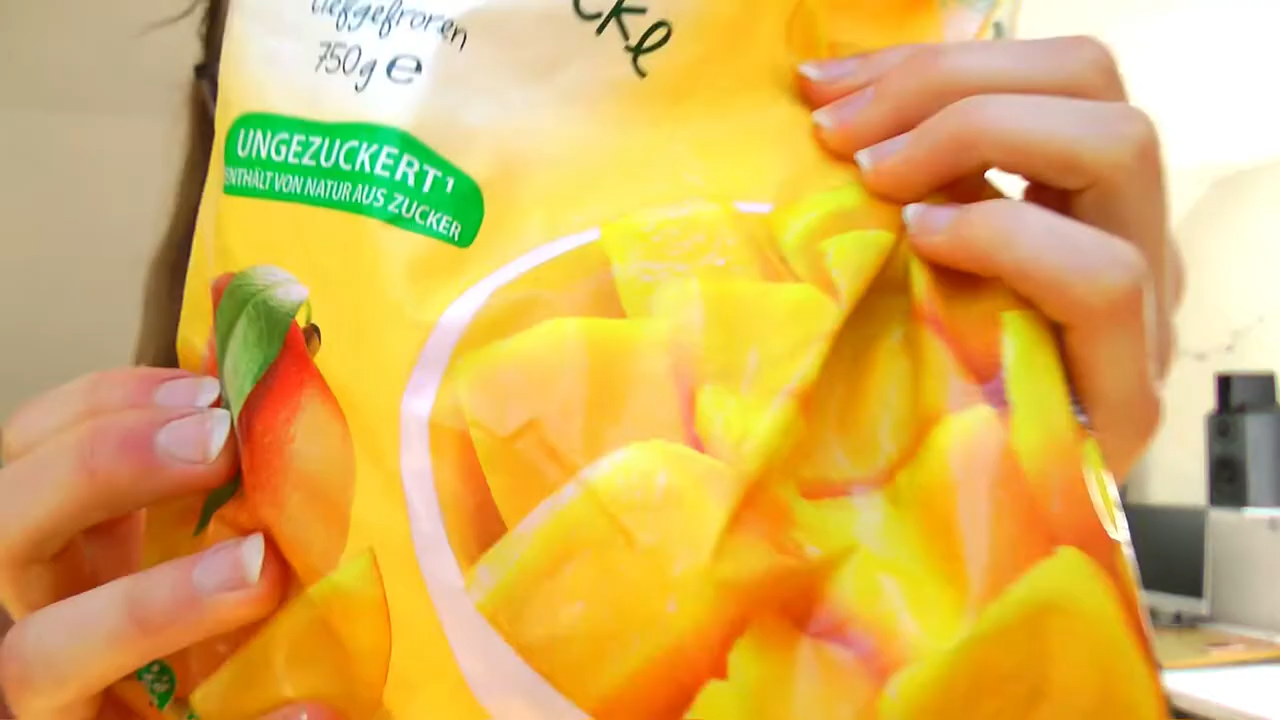 tiefgefroren
750g e
UNGEZUCKERT¹
ENTHÄLT VON NATUR AUS ZUCKER